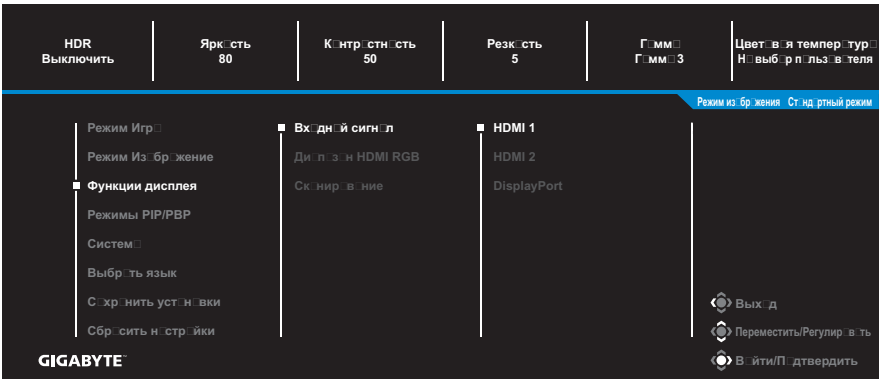 HDR
Выключить
Ярк□сть
80
К□нтр□стн□сть
50
Резк□сть
5
Г□мм□
Г□мм□ 3
Цвет□в□я темпер□тур□
Н□ выб□р п□льз□в□теля
Режим из□бр□жения Ст□нд□ртный режим
Режим Игр□
Режим Из□бр□жение
Функции дисплея
Режимы PIP/PBP
Систем□
Выбр□ть язык
С□хр□нить уст□н□вки
Сбр□сить н□стр□йки
Вх□дн□й сигн□л
Ди□п□з□н HDMI RGB
Ск□нир□в□ние
HDMI 1
HDMI 2
DisplayPort
Вых□д
Переместить/Регулир□в□ть
В□йти/П□дтвердить
GIGABYTE™